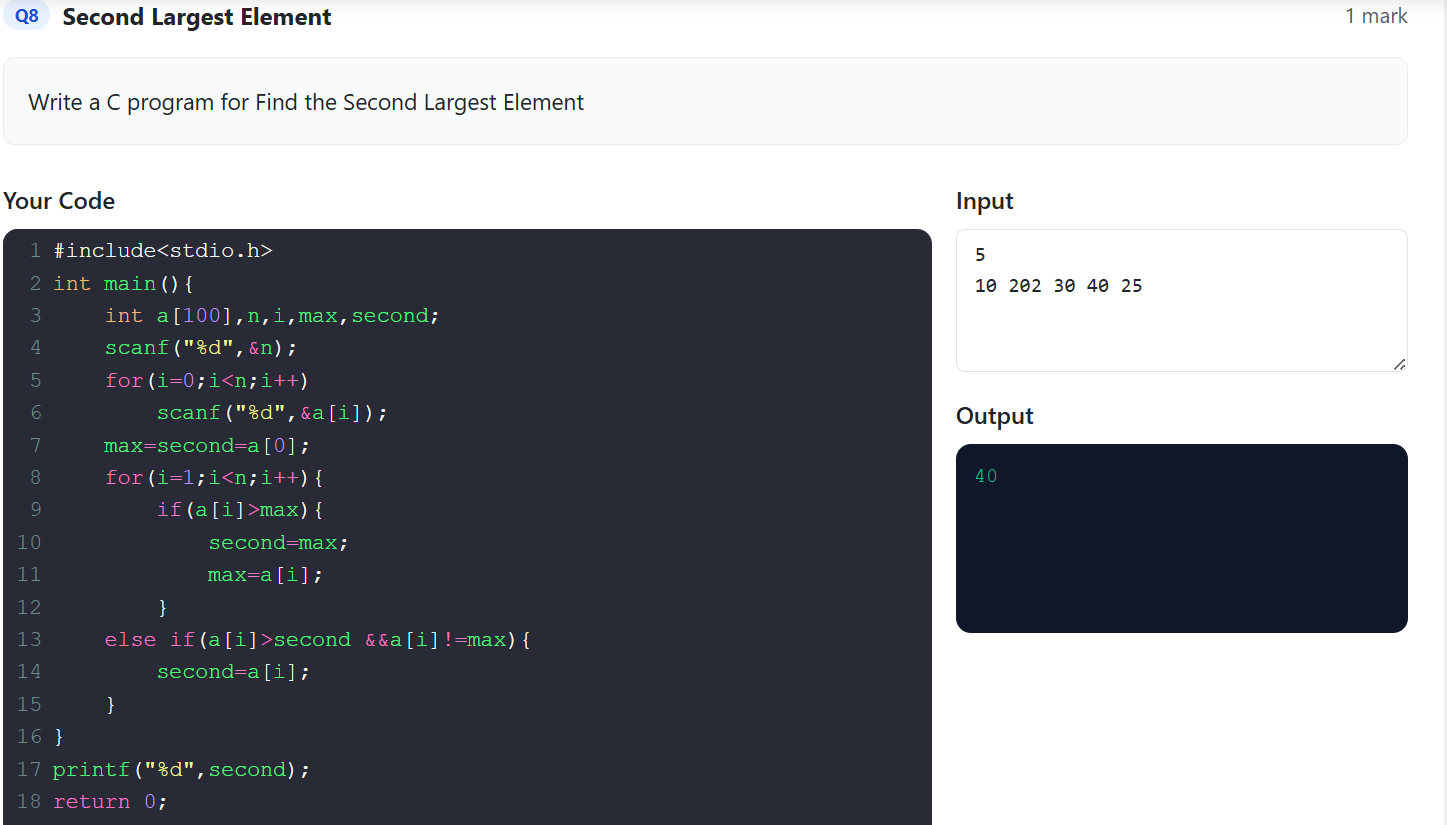 Q8 Second Largest Element 1 mark
Write a C program for Find the Second Largest Element
Your Code
1 #include<stdio.h>
2 int main(){
3     int a[100],n,i,max,second;
4     scanf("%d",&n);
5     for(i=0;i<n;i++)
6         scanf("%d",&a[i]);
7     max=second=a[0];
8     for(i=1;i<n;i++){
9         if(a[i]>max){
10             second=max;
11             max=a[i];
12         }
13     else if(a[i]>second &&a[i]!=max){
14         second=a[i];
15     }
16 }
17 printf("%d",second);
18 return 0;
Input
5
10 202 30 40 25
Output
40